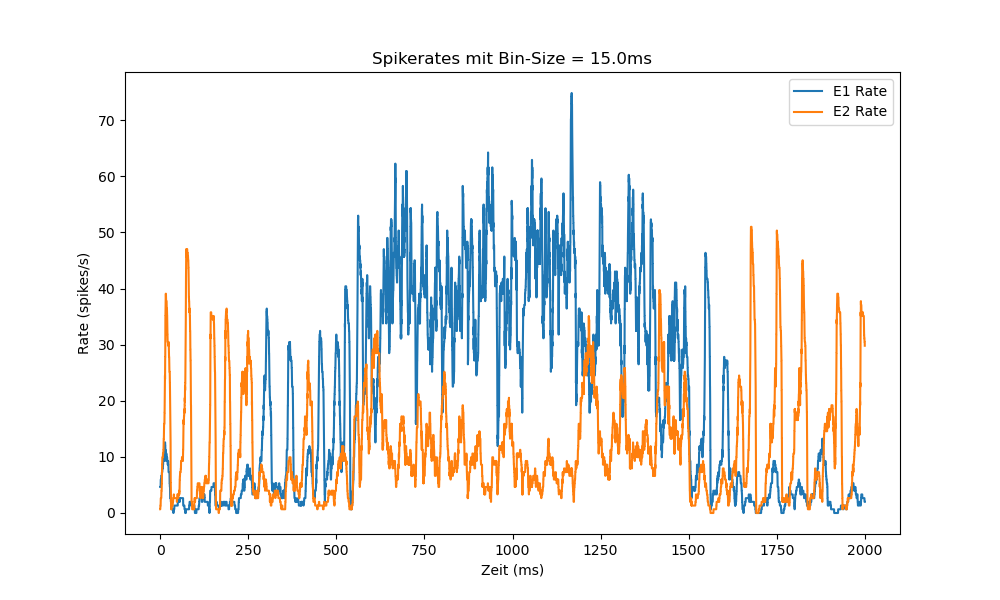 Spikerates mit Bin-Size = 15.0ms
E1 Rate
E2 Rate
Rate (spikes/s)
70
60
50
40
30
20
10
0
0 250 500 750 1000 1250 1500 1750 2000
Zeit (ms)